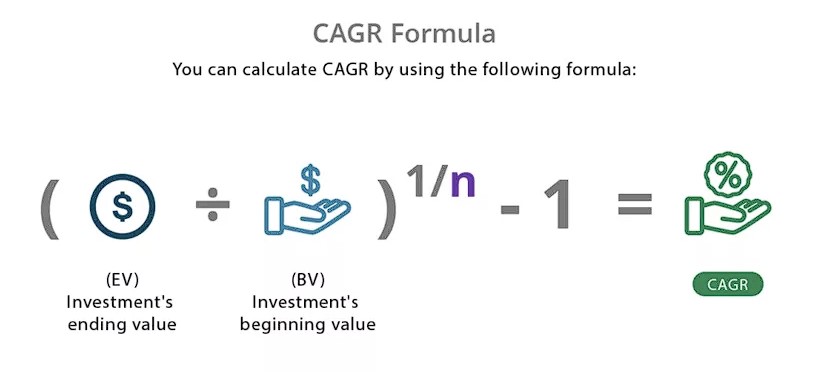 CAGR Formula
You can calculate CAGR by using the following formula:
( $ ÷ $ )^1/n - 1 = %
(EV)
Investment's
ending value
(BV)
Investment's
beginning value
CAGR